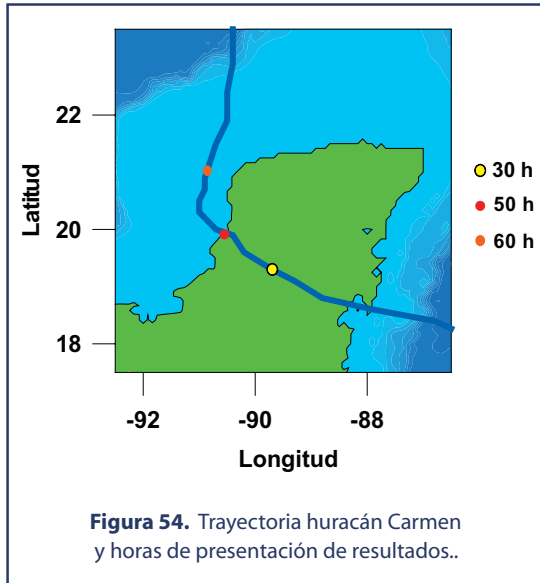 22
20
18
Latitud
-92 -90 -88
Longitud
30 h
50 h
60 h
Figura 54. Trayectoria huracán Carmen
y horas de presentación de resultados..